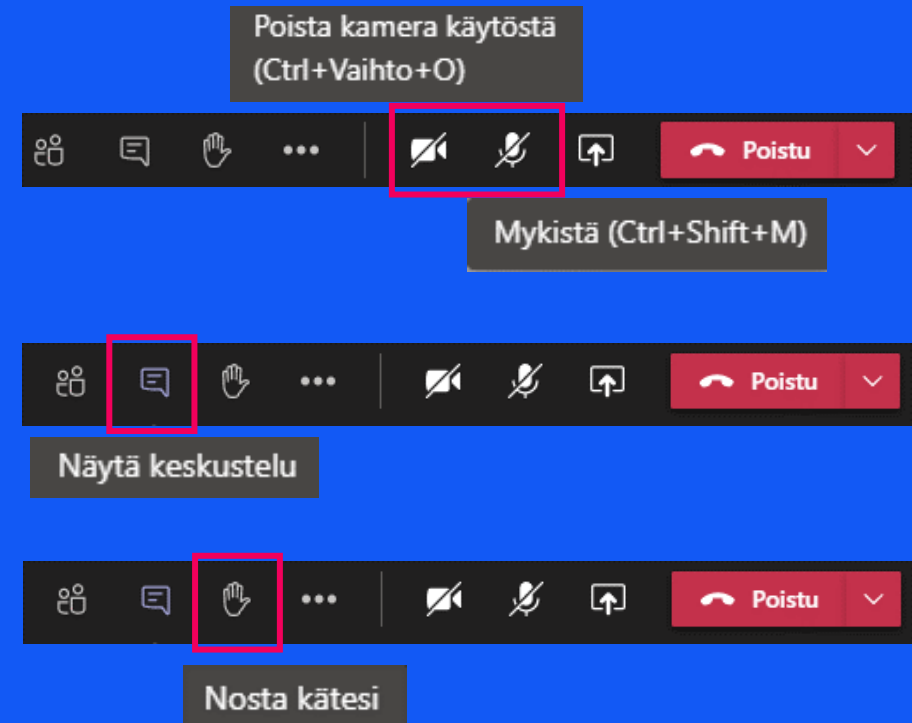 Poista kamera käytöstä
(Ctrl+Vaihto+O)
Poistu
Mykistä (Ctrl+Shift+M)
Poistu
Näytä keskustelu
Poistu
Nosta kätesi